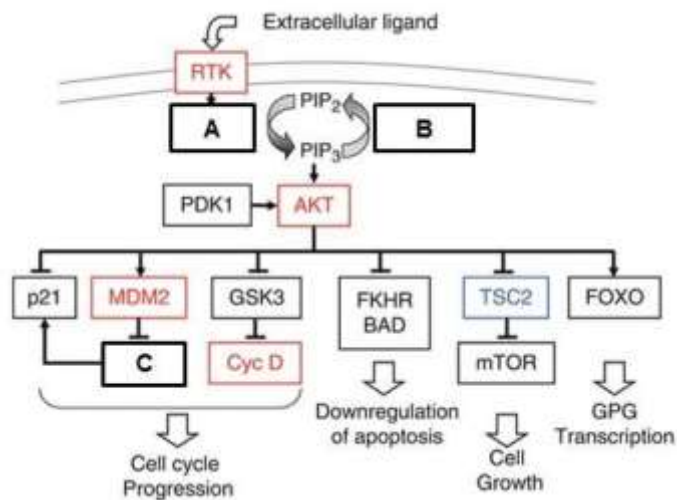 Extracellular ligand
RTK
A
PIP2
B
PIP3
PDK1
AKT
p21
MDM2
GSK3
FKHR
BAD
TSC2
FOXO
C
Cyc D
mTOR
Downregulation
of apoptosis
GPG
Transcription
Cell cycle
Progression
Cell
Growth